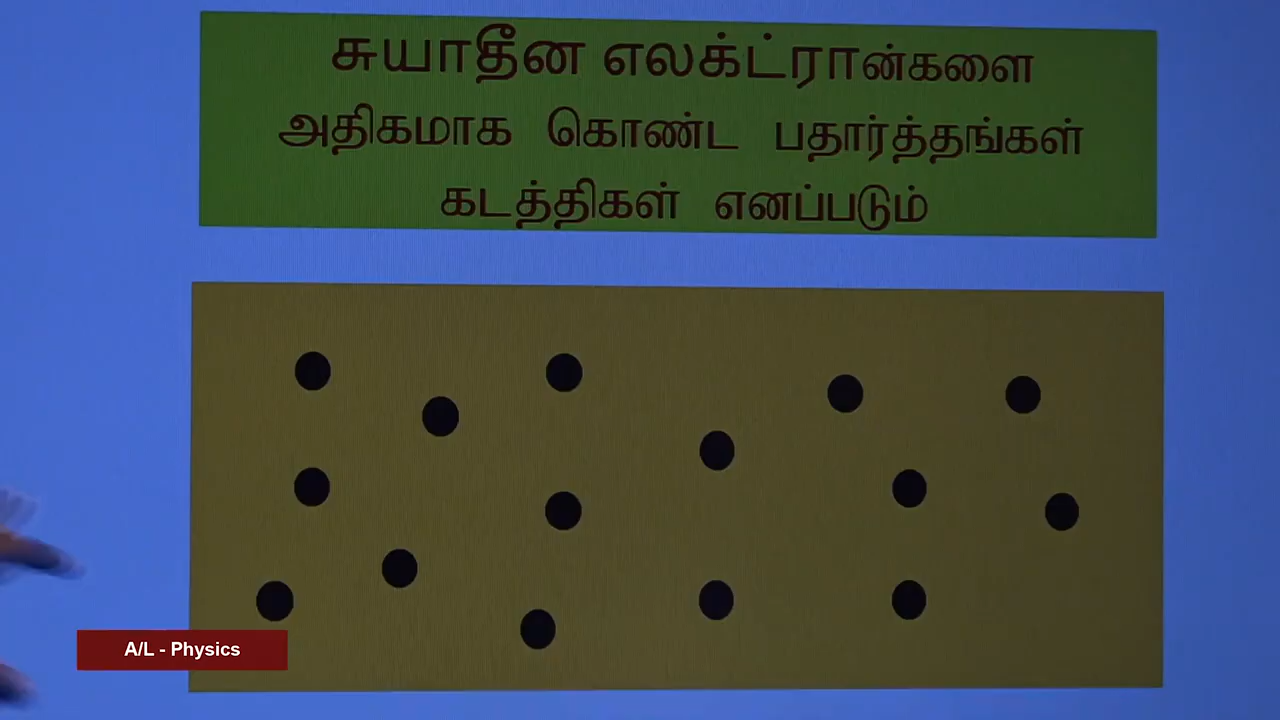 சுயாதீன எலக்ட்ரான்களை
அதிகமாக கொண்ட பதார்த்தங்கள்
கடத்திகள் எனப்படும்
A/L - Physics